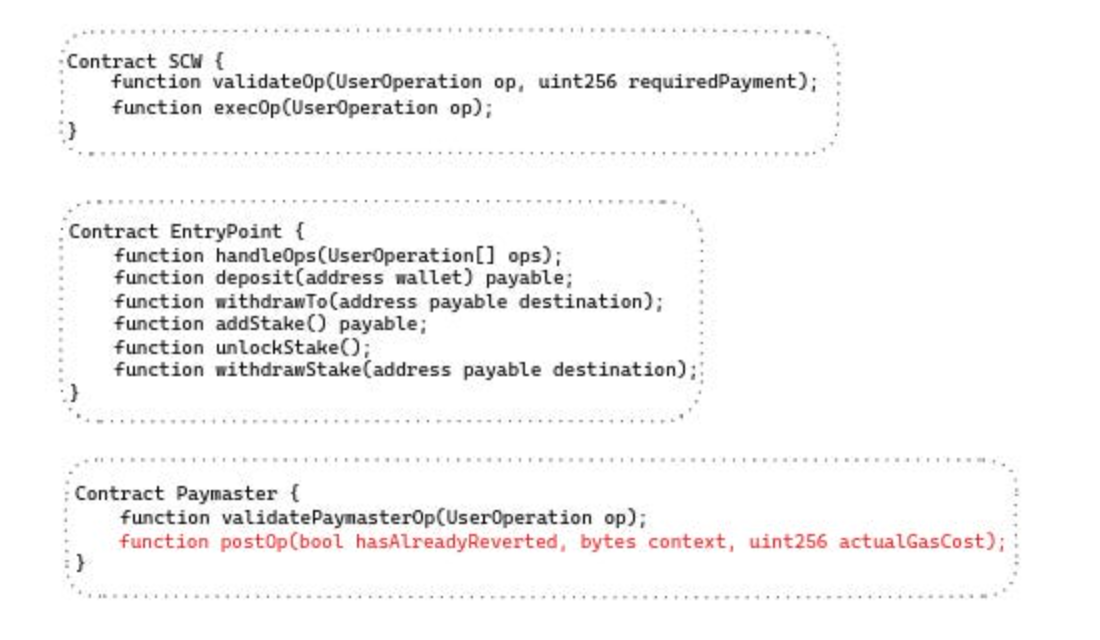 Contract SCW {
function validateOp(UserOperation op, uint256 requiredPayment);
function execOp(UserOperation op);
}
Contract EntryPoint {
function handleOps(UserOperation[] ops);
function deposit(address wallet) payable;
function withdrawTo(address payable destination);
function addStake() payable;
function unlockStake();
function withdrawStake(address payable destination);
}
Contract Paymaster {
function validatePaymasterOp(UserOperation op);
function postOp(bool hasAlreadyReverted, bytes context, uint256 actualGasCost);
}